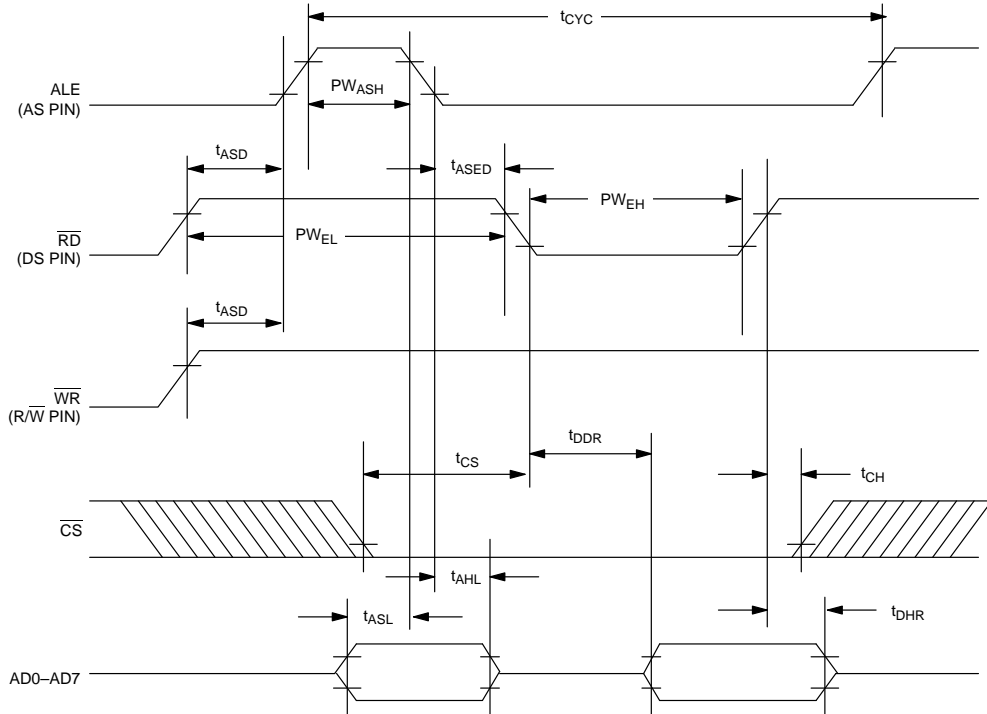 tCYC
ALE
(AS PIN)
PWASH
tASD
tASED
PWEH
RD
(DS PIN)
PWEL
tASD
WR
(R/W PIN)
tDDR
tCS
tCH
CS
tAHL
tASL
tDHR
AD0–AD7